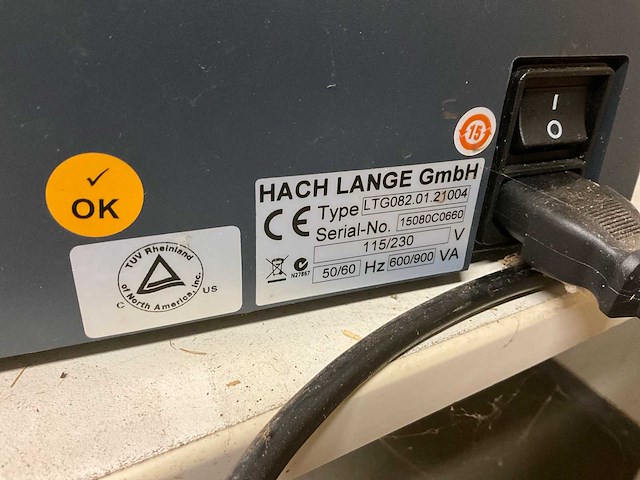 I
O
15
✓
OK
HACH LANGE GmbH
CE Type LTG082.01.21004
Serial-No. 15080C0660
115/230 V
N27867 50/60 Hz 600/900 VA
TUV Rheinland
of North America, Inc.
C US